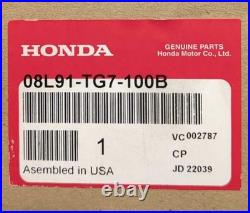 HONDA
GENUINE PARTS
Honda Motor Co., Ltd.
08L91-TG7-100B
1
VC 002787
CP
JD 22039
Asembled in USA